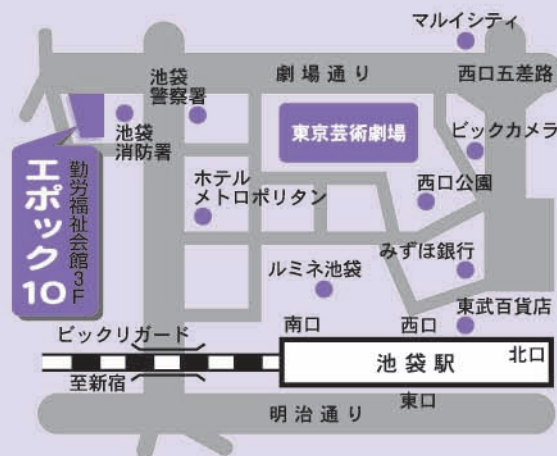 マルイシティ
劇場通り
西口五差路
池袋
警察署
池袋
消防署
東京芸術劇場
ビックカメラ
エポック10
勤労福祉会館3F
ホテル
メトロポリタン
西口公園
みずほ銀行
ルミネ池袋
東武百貨店
南口
西口
ビックリガード
池袋駅
北口
至新宿
東口
明治通り